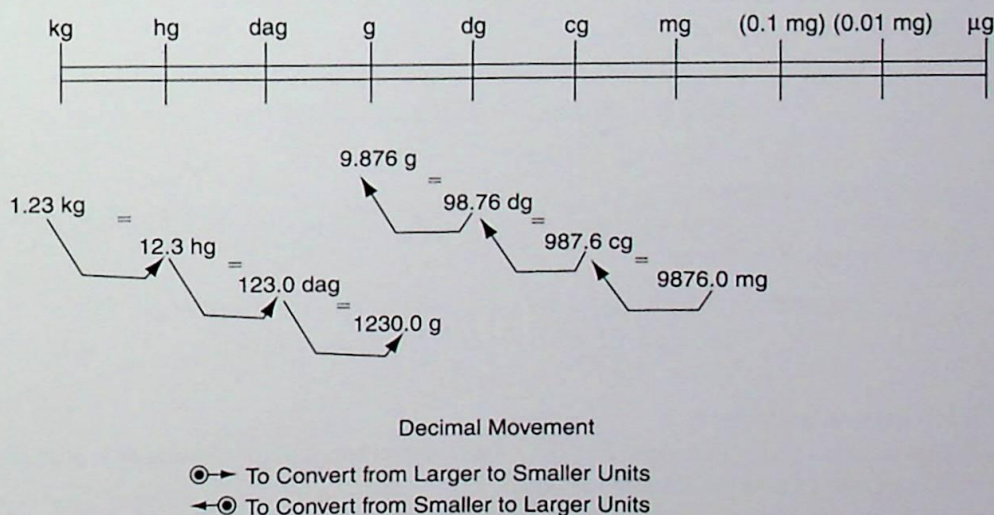 kg hg dag g dg cg mg (0.1 mg) (0.01 mg) μg
9.876 g
=
98.76 dg
=
987.6 cg
=
9876.0 mg
1.23 kg
=
12.3 hg
=
123.0 dag
=
1230.0 g
Decimal Movement
To Convert from Larger to Smaller Units
To Convert from Smaller to Larger Units